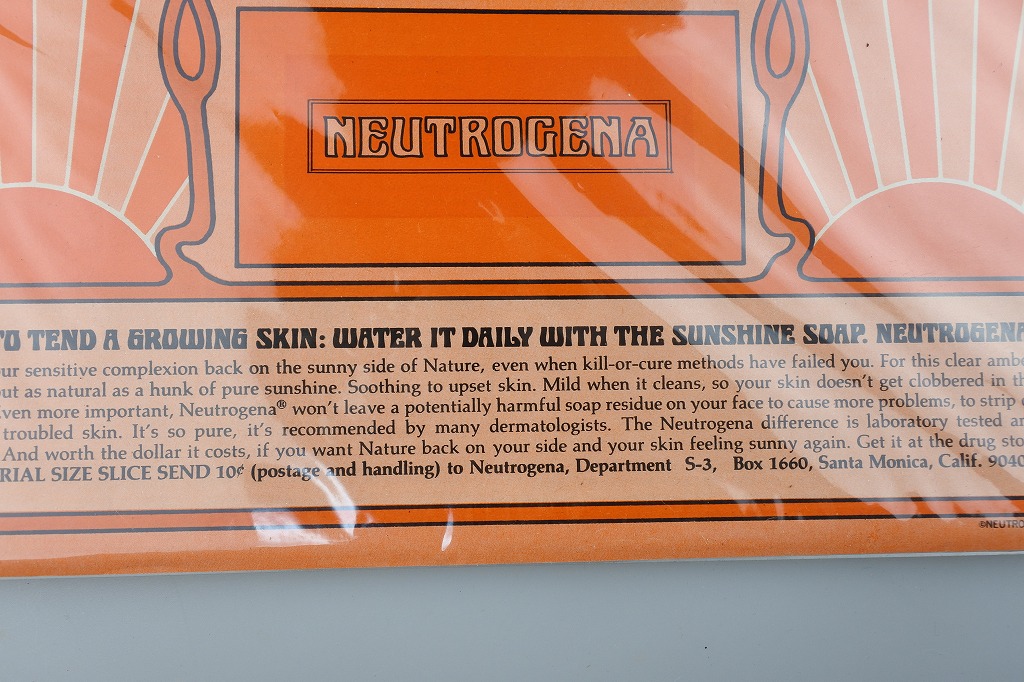 NEUTROGENA
TO TEND A GROWING SKIN: WATER IT DAILY WITH THE SUNSHINE SOAP. NEUTROGENA
sensitive complexion back on the sunny side of Nature, even when kill-or-cure methods have failed you. For this clear
as natural as a hunk of pure sunshine. Soothing to upset skin. Mild when it cleans, so your skin doesn't get clobbered in
more important, Neutrogena® won't leave a potentially harmful soap residue on your face to cause more problems, to strip
troubled skin. It's so pure, it's recommended by many dermatologists. The Neutrogena difference is laboratory tested
And worth the dollar it costs, if you want Nature back on your side and your skin feeling sunny again. Get it at the drug
SIZE SLICE SEND 10¢ (postage and handling) to Neutrogena, Department S-3, Box 1660, Santa Monica, Calif. 9040
©NEUTRO